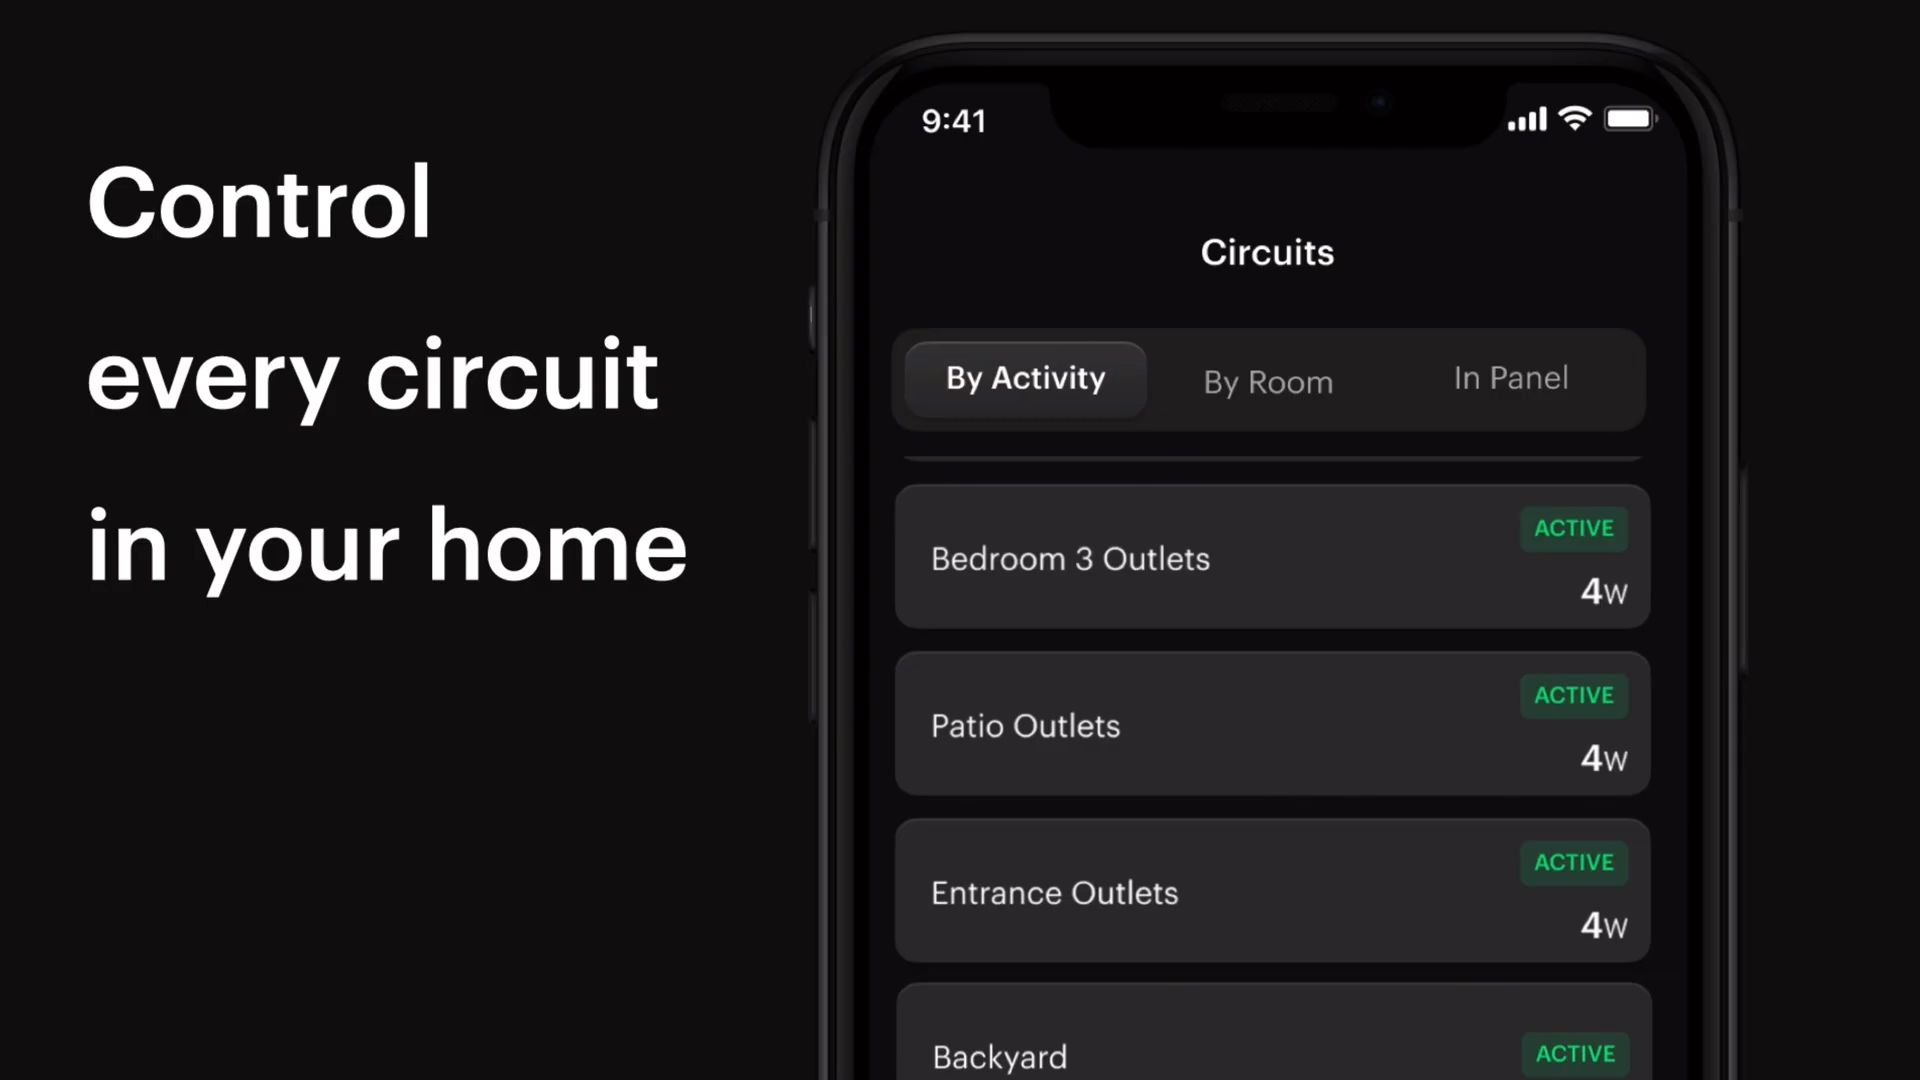 Control
every circuit
in your home
9:41
Circuits
By Activity
By Room
In Panel
Bedroom 3 Outlets
ACTIVE
4W
Patio Outlets
ACTIVE
4W
Entrance Outlets
ACTIVE
4W
Backyard
ACTIVE